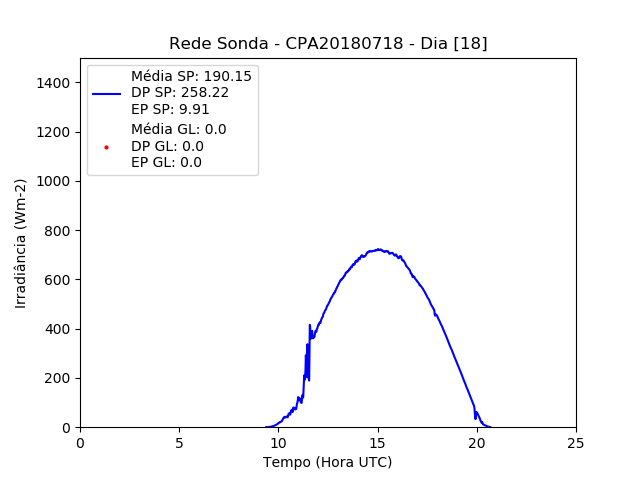 Rede Sonda - CPA20180718 - Dia [18]
Média SP: 190.15
DP SP: 258.22
EP SP: 9.91
Média GL: 0.0
DP GL: 0.0
EP GL: 0.0
Irradiância (Wm-2)
1400
1200
1000
800
600
400
200
0
0 5 10 15 20 25
Tempo (Hora UTC)